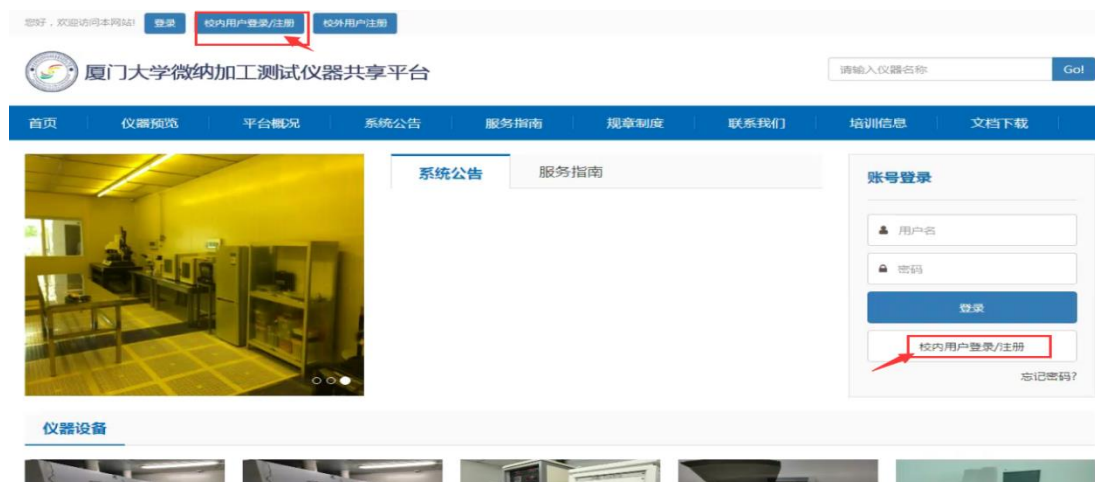 您好，欢迎访问本网站! 登录 校内用户登录/注册 校外用户注册
厦门大学微纳加工测试仪器共享平台 请输入仪器名称 Go!
首页 仪器预览 平台概况 系统公告 服务指南 规章制度 联系我们 培训信息 文档下载
系统公告 服务指南
账号登录
用户名
密码
登录
校内用户登录/注册
忘记密码?
仪器设备